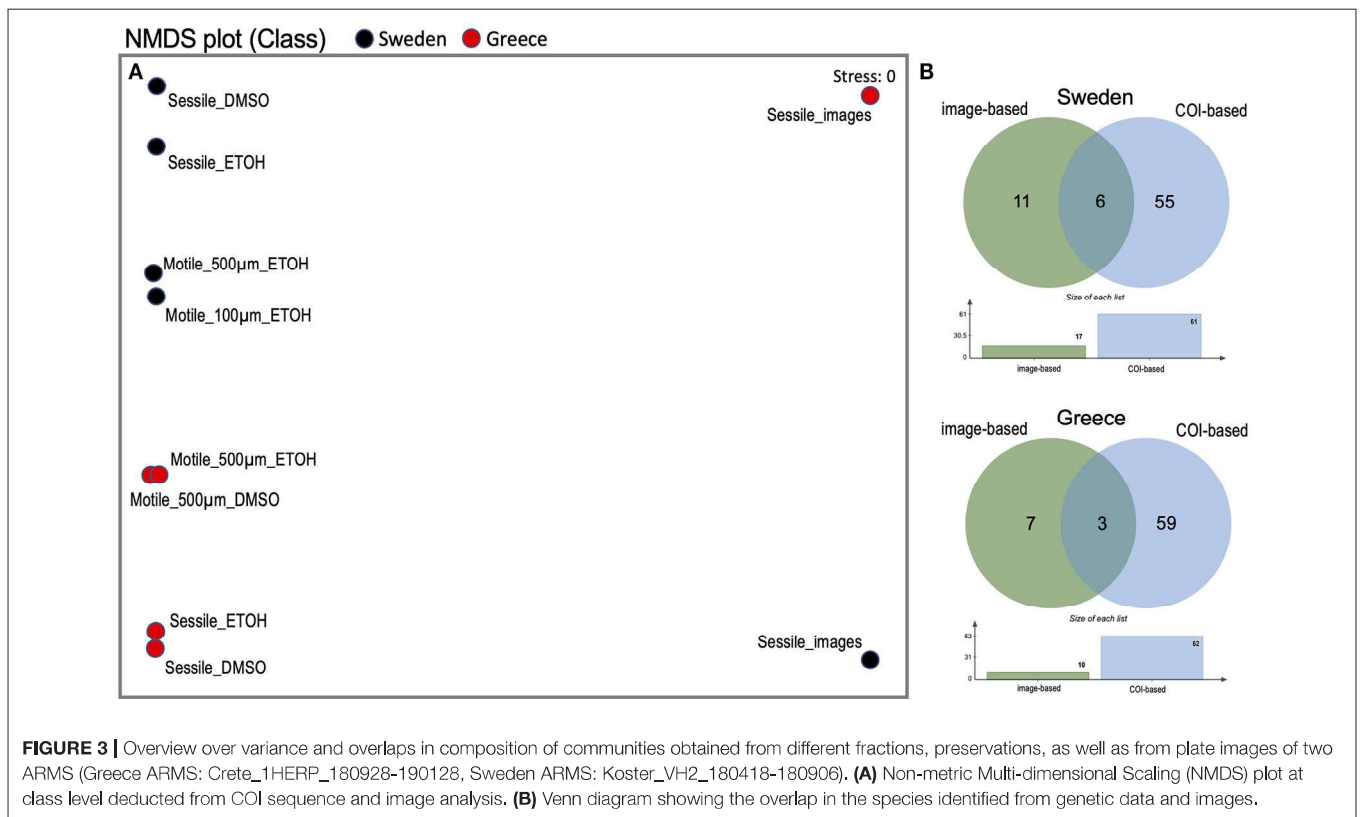 NMDS plot (Class) Sweden Greece
A
Stress: 0
Sessile_DMSO
Sessile_images
Sessile_ETOH
Motile_500µm_ETOH
Motile_100µm_ETOH
Motile_500µm_ETOH
Motile_500µm_DMSO
Sessile_ETOH
Sessile_DMSO
Sessile_images
B
Sweden
image-based COI-based
11 6 55
Size of each list
61
30.5
0
17
61
image-based COI-based
Greece
image-based COI-based
7 3 59
Size of each list
31
0
10
62
image-based COI-based
FIGURE 3 | Overview over variance and overlaps in composition of communities obtained from different fractions, preservations, as well as from plate images of two
ARMS (Greece ARMS: Crete_1HERP_180928-190128, Sweden ARMS: Koster_VH2_180418-180906). (A) Non-metric Multi-dimensional Scaling (NMDS) plot at
class level deducted from COI sequence and image analysis. (B) Venn diagram showing the overlap in the species identified from genetic data and images.